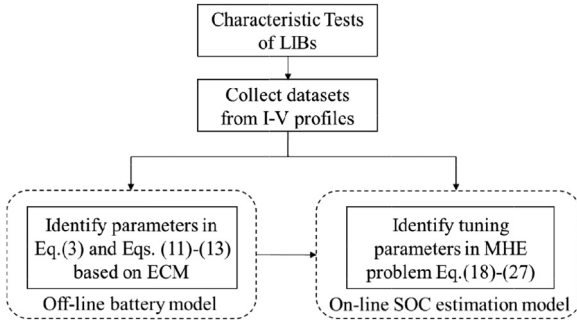 Characteristic Tests
of LIBs
Collect datasets
from I-V profiles
Identify parameters in
Eq.(3) and Eqs. (11)-(13)
based on ECM
Off-line battery model
Identify tuning
parameters in MHE
problem Eq.(18)-(27)
On-line SOC estimation model